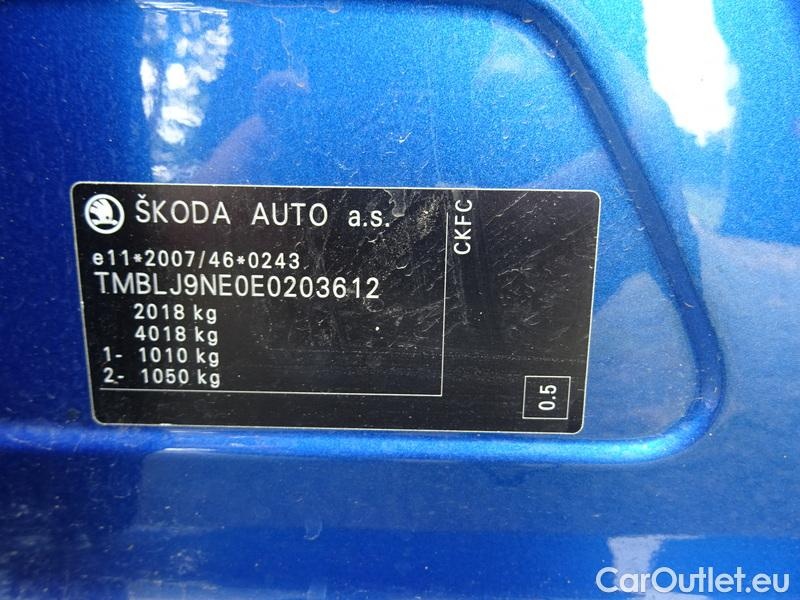 ŠKODA AUTO a.s.
e11*2007/46*0243
TMBLJ9NE0E0203612
2018 kg
4018 kg
1- 1010 kg
2- 1050 kg
CKFC
0.5
CarOutlet.eu